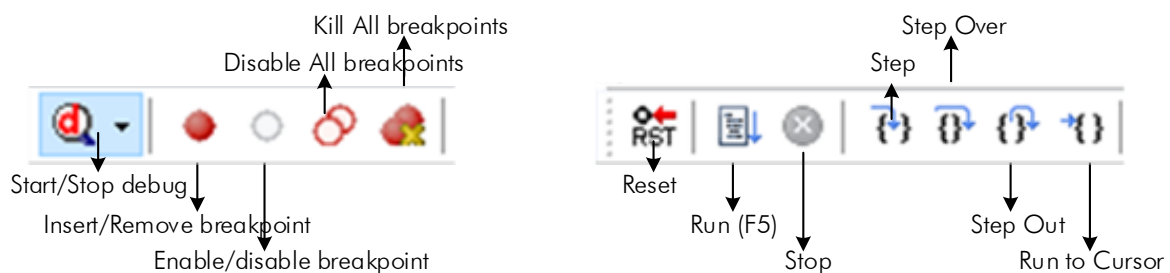 Kill All breakpoints
Disable All breakpoints
d
Start/Stop debug
Insert/Remove breakpoint
Enable/disable breakpoint
Step Over
Step
RST
{}
{}
{}
{}
Reset
Run (F5)
Stop
Step Out
Run to Cursor